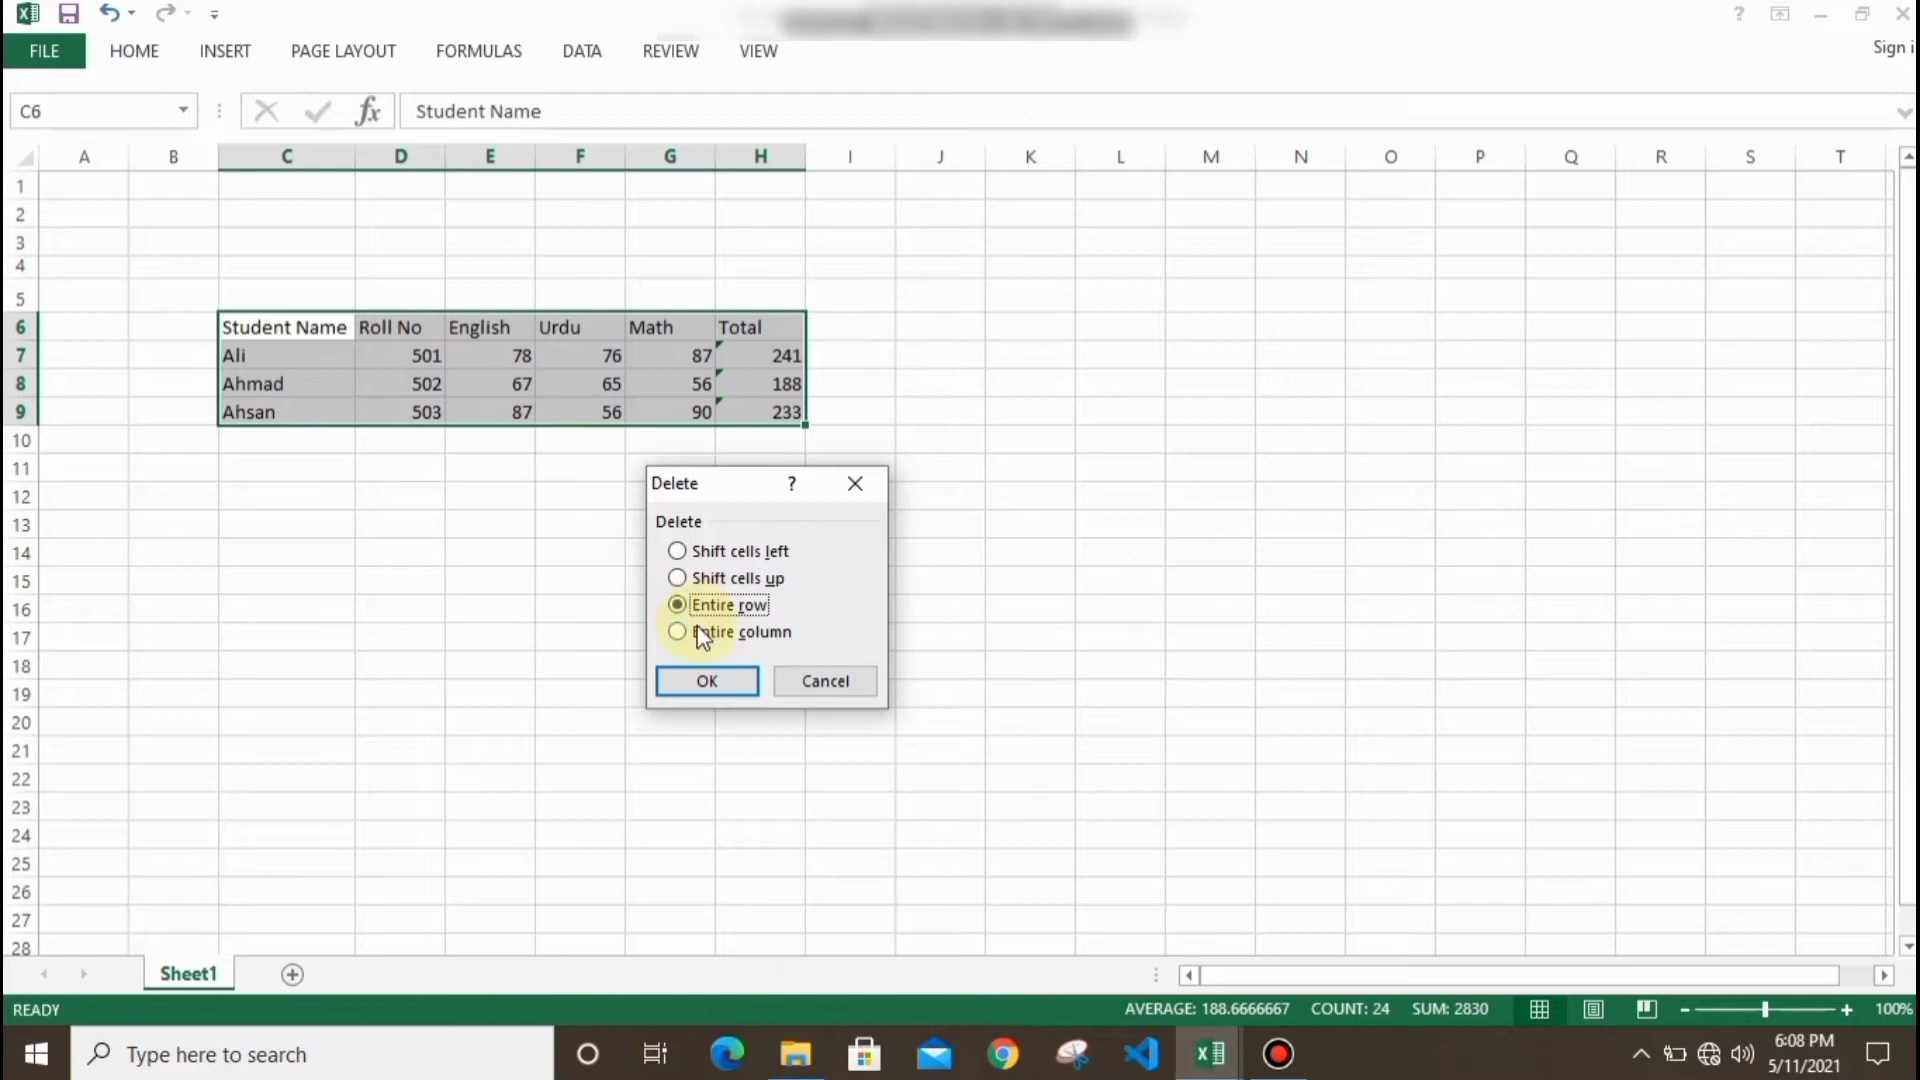 FILE HOME INSERT PAGE LAYOUT FORMULAS DATA REVIEW VIEW
Sign i
C6 fx Student Name
A B C D E F G H I J K L M N O P Q R S T
1
2
3
4
5
6 Student Name Roll No English Urdu Math Total
7 Ali 501 78 76 87 241
8 Ahmad 502 67 65 56 188
9 Ahsan 503 87 56 90 233
10
11
12
13
14
15
16
17
18
19
20
21
22
23
24
25
26
27
28
Delete ?
Delete
Shift cells left
Shift cells up
Entire row
Entire column
OK Cancel
Sheet1
READY AVERAGE: 188.6666667 COUNT: 24 SUM: 2830 100%
Type here to search
6:08 PM
5/11/2021